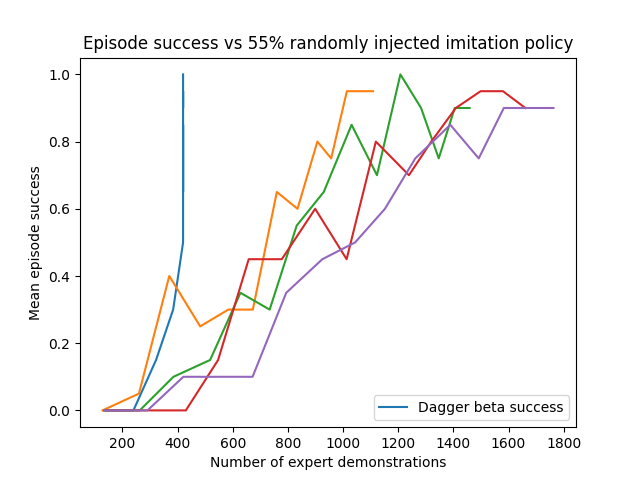 Episode success vs 55% randomly injected imitation policy
Mean episode success
1.0
0.8
0.6
0.4
0.2
0.0
Dagger beta success
200 400 600 800 1000 1200 1400 1600 1800
Number of expert demonstrations